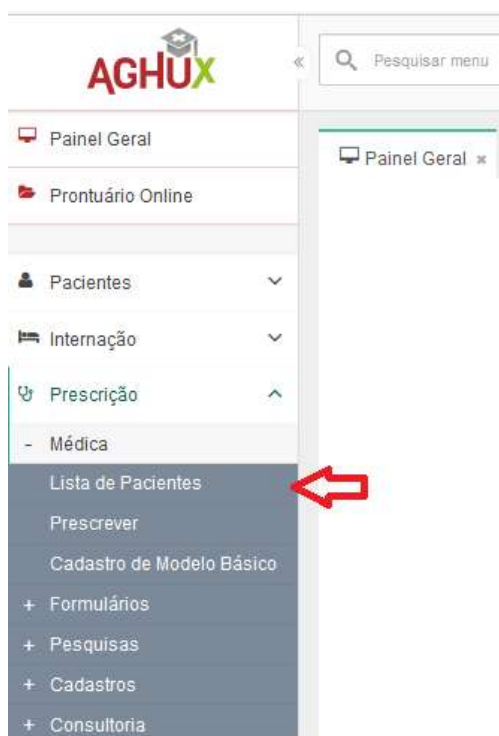 AGHUX
«
Pesquisar menu
Painel Geral
Prontuário Online
Painel Geral ×
Pacientes
Internação
Prescrição
- Médica
Lista de Pacientes
Prescrever
Cadastro de Modelo Básico
+ Formulários
+ Pesquisas
+ Cadastros
+ Consultoria